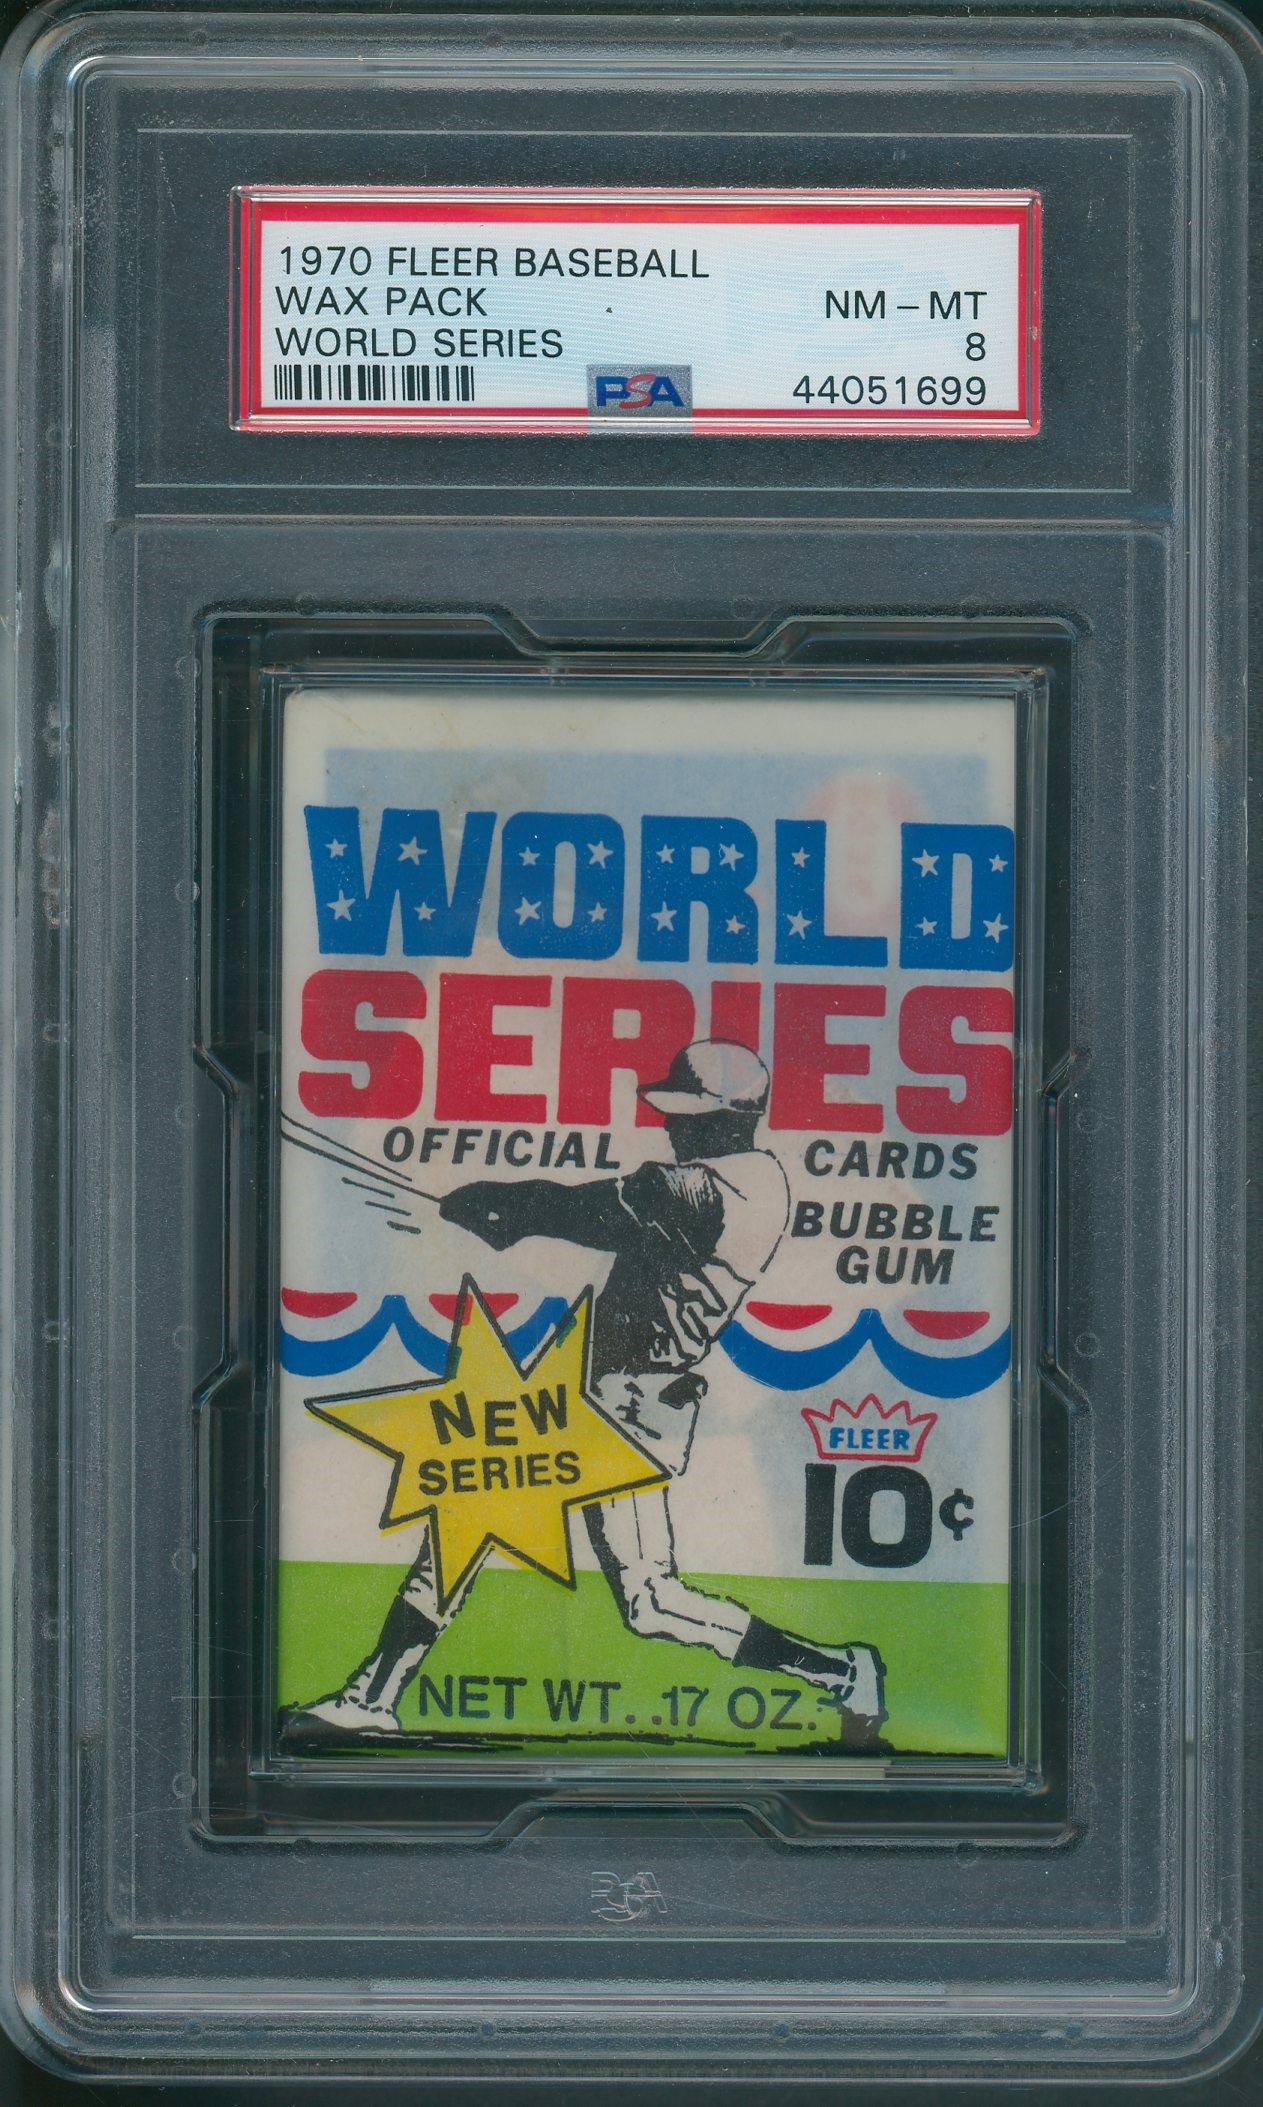 1970 FLEER BASEBALL
WAX PACK
NM - MT
WORLD SERIES
8
PSA
44051699
WORLD
SERIES
OFFICIAL CARDS
BUBBLE
GUM
NEW
SERIES
FLEER
10¢
NET WT. .17 OZ.
PSA